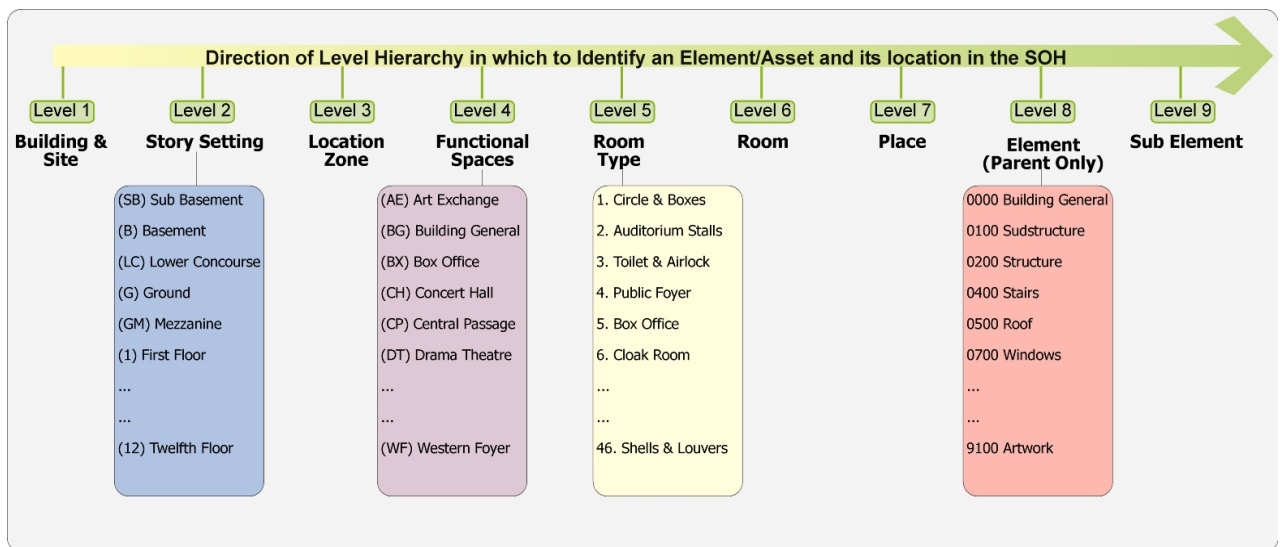 Direction of Level Hierarchy in which to Identify an Element/Asset and its location in the SOH
Level 1
Level 2
Level 3
Level 4
Level 5
Level 6
Level 7
Level 8
Level 9
Building &
Site
Story Setting
Location
Zone
Functional
Spaces
Room
Type
Room
Place
Element
(Parent Only)
Sub Element
(SB) Sub Basement
(B) Basement
(LC) Lower Concourse
(G) Ground
(GM) Mezzanine
(1) First Floor
...
...
(12) Twelfth Floor
(AE) Art Exchange
(BG) Building General
(BX) Box Office
(CH) Concert Hall
(CP) Central Passage
(DT) Drama Theatre
...
...
(WF) Western Foyer
1. Circle & Boxes
2. Auditorium Stalls
3. Toilet & Airlock
4. Public Foyer
5. Box Office
6. Cloak Room
...
...
46. Shells & Louvers
0000 Building General
0100 Sudstructure
0200 Structure
0400 Stairs
0500 Roof
0700 Windows
...
...
9100 Artwork